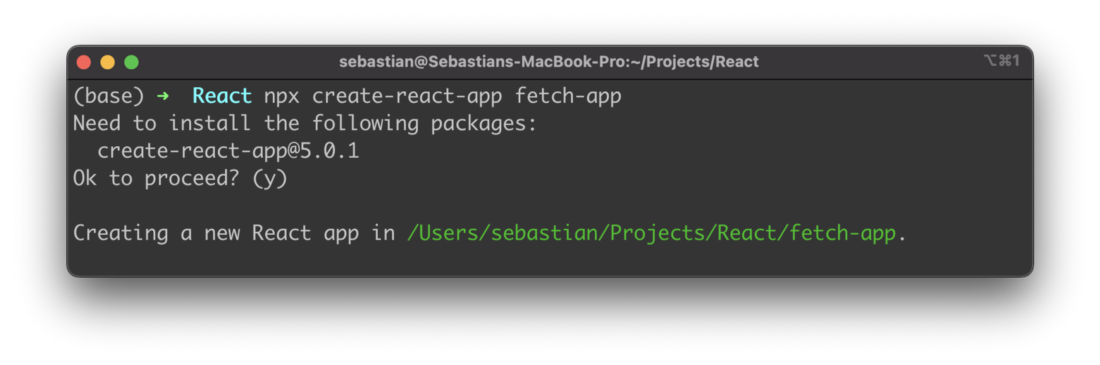 sebastian@Sebastians-MacBook-Pro:~/Projects/React ⌥⌘1
(base) ➜  React npx create-react-app fetch-app
Need to install the following packages:
  create-react-app@5.0.1
Ok to proceed? (y)
Creating a new React app in /Users/sebastian/Projects/React/fetch-app.